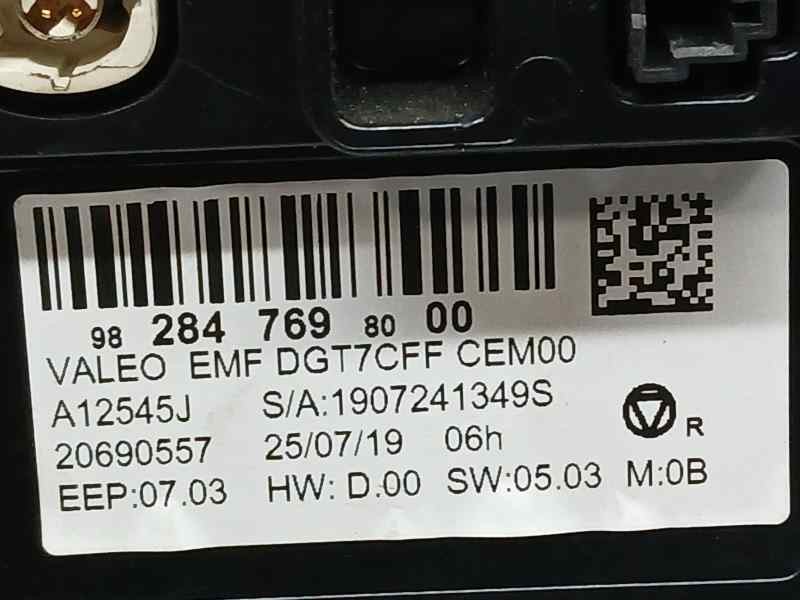 98 284 769 80 00
VALEO EMF DGT7CFF CEM00
A12545J S/A:1907241349S
20690557 25/07/19 06h R
EEP:07.03 HW: D.00 SW:05.03 M:0B